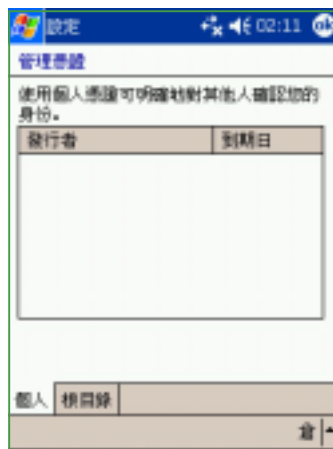 設定 02:11 ok
管理憑證
使用個人憑證可明確地對其他人確認您的
身份。
發行者 到期日
個人 根目錄
倉